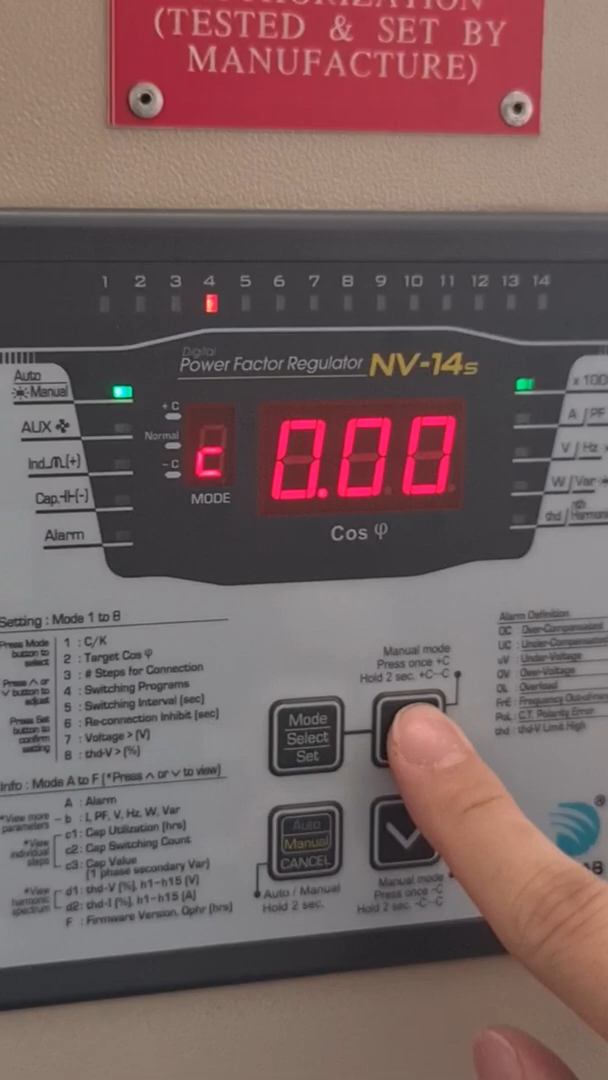 AUTHORIZATION
(TESTED & SET BY
MANUFACTURE)
1 2 3 4 5 6 7 8 9 10 11 12 13 14
Digital
Power Factor Regulator NV-14s
Auto
Manual
AUX
Ind. (+)
Cap. (-)
Alarm
+ C
Normal
- C
c
MODE
0.00
Cos φ
x 100
A / PF
V / Hz
W / Var
nth
thd / Harmonic
Setting : Mode 1 to 8
Press Mode
button to
select
Press ∧ or
∨ button to
adjust
Press Set
button to
confirm
setting
1 : C/K
2 : Target Cos φ
3 : # Steps for Connection
4 : Switching Programs
5 : Switching Interval (sec)
6 : Re-connection Inhibit (sec)
7 : Voltage > (V)
8 : thd-V > (%)
Info : Mode A to F (*Press ∧ or ∨ to view)
*View more
parameters
*View
individual
steps
*View
harmonic
spectrum
A : Alarm
b : I, PF, V, Hz, W, Var
c1: Cap Utilization (hrs)
c2: Cap Switching Count
c3: Cap Value
(1 phase secondary Var)
d1: thd-V (%), h1-h15 (V)
d2: thd-I (%), h1-h15 (A)
F : Firmware Version, Ophr (hrs)
Mode
Select
Set
Manual mode
Press once +C
Hold 2 sec. +C--C
Auto
Manual
CANCEL
Auto / Manual
Hold 2 sec.
Manual mode
Press once -C
Hold 2 sec. -C--C
Alarm Definition
OC : Over-Compensated
UC : Under-Compensated
uV : Under-Voltage
OV : Over-Voltage
OL : Overload
FrE : Frequency
PoL : C.T. Polarity Error
thd : thd-V Limit High
®
B